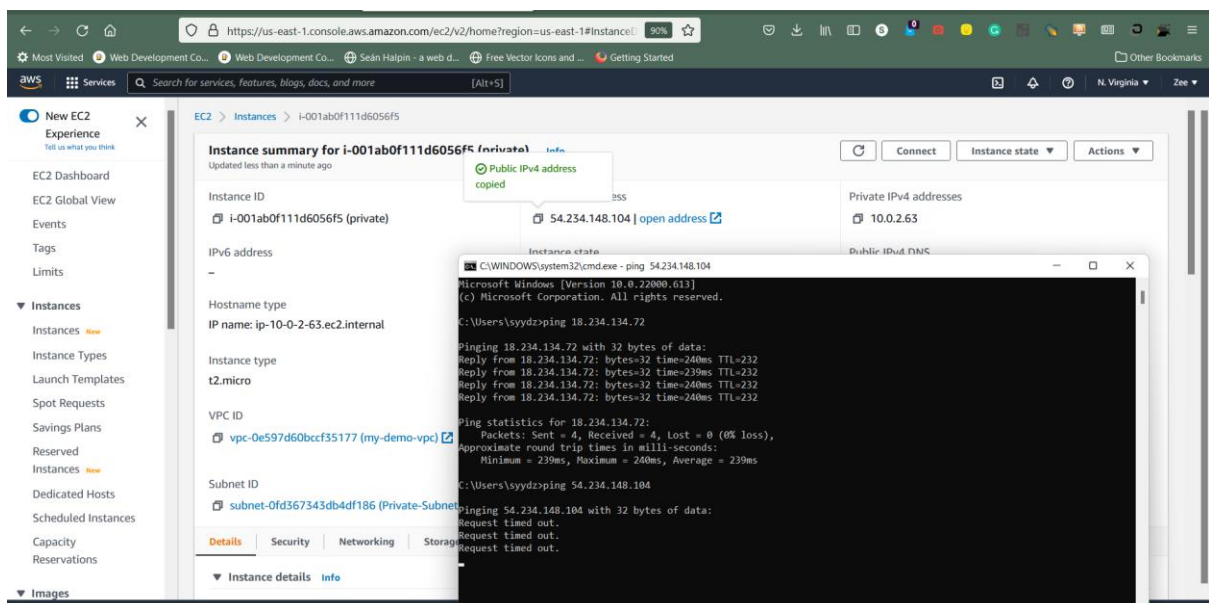 https://us-east-1.console.aws.amazon.com/ec2/v2/home?region=us-east-1#InstanceD
90%
Most Visited
Web Development Co...
Web Development Co...
Seán Halpin - a web d...
Free Vector Icons and ...
Getting Started
Other Bookmarks
aws
Services
Search for services, features, blogs, docs, and more
[Alt+S]
N. Virginia
Zee
New EC2
Experience
Tell us what you think
EC2 Dashboard
EC2 Global View
Events
Tags
Limits
Instances
Instances New
Instance Types
Launch Templates
Spot Requests
Savings Plans
Reserved
Instances New
Dedicated Hosts
Scheduled Instances
Capacity
Reservations
Images
EC2 > Instances > i-001ab0f111d6056f5
Instance summary for i-001ab0f111d6056f5 (private) Info
Updated less than a minute ago
Connect
Instance state
Actions
Public IPv4 address
copied
Instance ID
i-001ab0f111d6056f5 (private)
ess
54.234.148.104 | open address
Private IPv4 addresses
10.0.2.63
IPv6 address
–
Instance state
Public IPv4 DNS
Hostname type
IP name: ip-10-0-2-63.ec2.internal
Instance type
t2.micro
VPC ID
vpc-0e597d60bccf35177 (my-demo-vpc)
Subnet ID
subnet-0fd367343db4df186 (Private-Subnet
Details
Security
Networking
Storag
Instance details Info
C:\WINDOWS\system32\cmd.exe - ping 54.234.148.104
Microsoft Windows [Version 10.0.22000.613]
(c) Microsoft Corporation. All rights reserved.
C:\Users\syydz>ping 18.234.134.72
Pinging 18.234.134.72 with 32 bytes of data:
Reply from 18.234.134.72: bytes=32 time=240ms TTL=232
Reply from 18.234.134.72: bytes=32 time=239ms TTL=232
Reply from 18.234.134.72: bytes=32 time=240ms TTL=232
Reply from 18.234.134.72: bytes=32 time=240ms TTL=232
Ping statistics for 18.234.134.72:
Packets: Sent = 4, Received = 4, Lost = 0 (0% loss),
Approximate round trip times in milli-seconds:
Minimum = 239ms, Maximum = 240ms, Average = 239ms
C:\Users\syydz>ping 54.234.148.104
Pinging 54.234.148.104 with 32 bytes of data:
Request timed out.
Request timed out.
Request timed out.